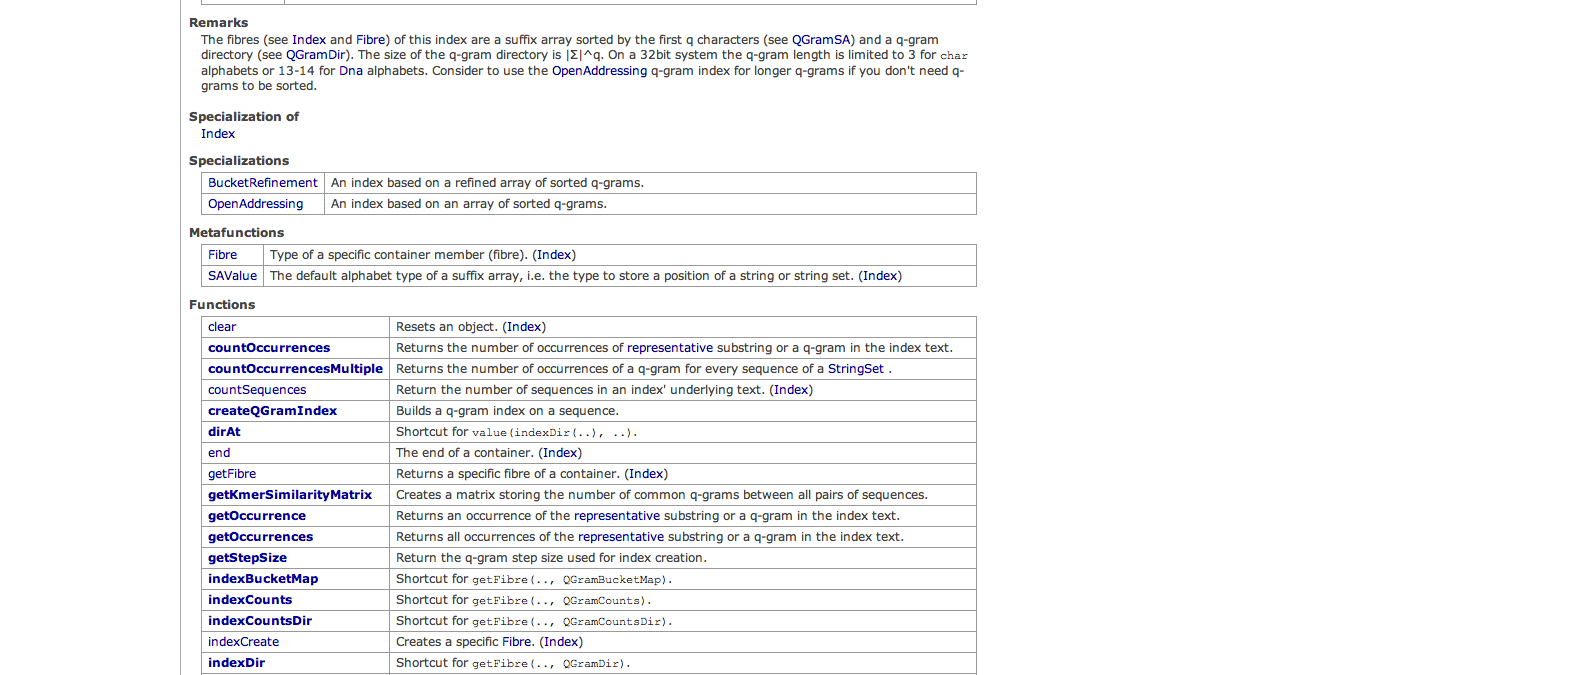 Remarks
The fibres (see Index and Fibre) of this index are a suffix array sorted by the first q characters (see QGramSA) and a q-gram
directory (see QGramDir). The size of the q-gram directory is |Σ|^q. On a 32bit system the q-gram length is limited to 3 for char
alphabets or 13-14 for Dna alphabets. Consider to use the OpenAddressing q-gram index for longer q-grams if you don't need q-
grams to be sorted.
Specialization of
Index
Specializations
BucketRefinement An index based on a refined array of sorted q-grams.
OpenAddressing An index based on an array of sorted q-grams.
Metafunctions
Fibre Type of a specific container member (fibre). (Index)
SAValue The default alphabet type of a suffix array, i.e. the type to store a position of a string or string set. (Index)
Functions
clear Resets an object. (Index)
countOccurrences Returns the number of occurrences of representative substring or a q-gram in the index text.
countOccurrencesMultiple Returns the number of occurrences of a q-gram for every sequence of a StringSet .
countSequences Return the number of sequences in an index' underlying text. (Index)
createQGramIndex Builds a q-gram index on a sequence.
dirAt Shortcut for value(indexDir(..), ..).
end The end of a container. (Index)
getFibre Returns a specific fibre of a container. (Index)
getKmerSimilarityMatrix Creates a matrix storing the number of common q-grams between all pairs of sequences.
getOccurrence Returns an occurrence of the representative substring or a q-gram in the index text.
getOccurrences Returns all occurrences of the representative substring or a q-gram in the index text.
getStepSize Return the q-gram step size used for index creation.
indexBucketMap Shortcut for getFibre(.., QGramBucketMap).
indexCounts Shortcut for getFibre(.., QGramCounts).
indexCountsDir Shortcut for getFibre(.., QGramCountsDir).
indexCreate Creates a specific Fibre. (Index)
indexDir Shortcut for getFibre(.., QGramDir).